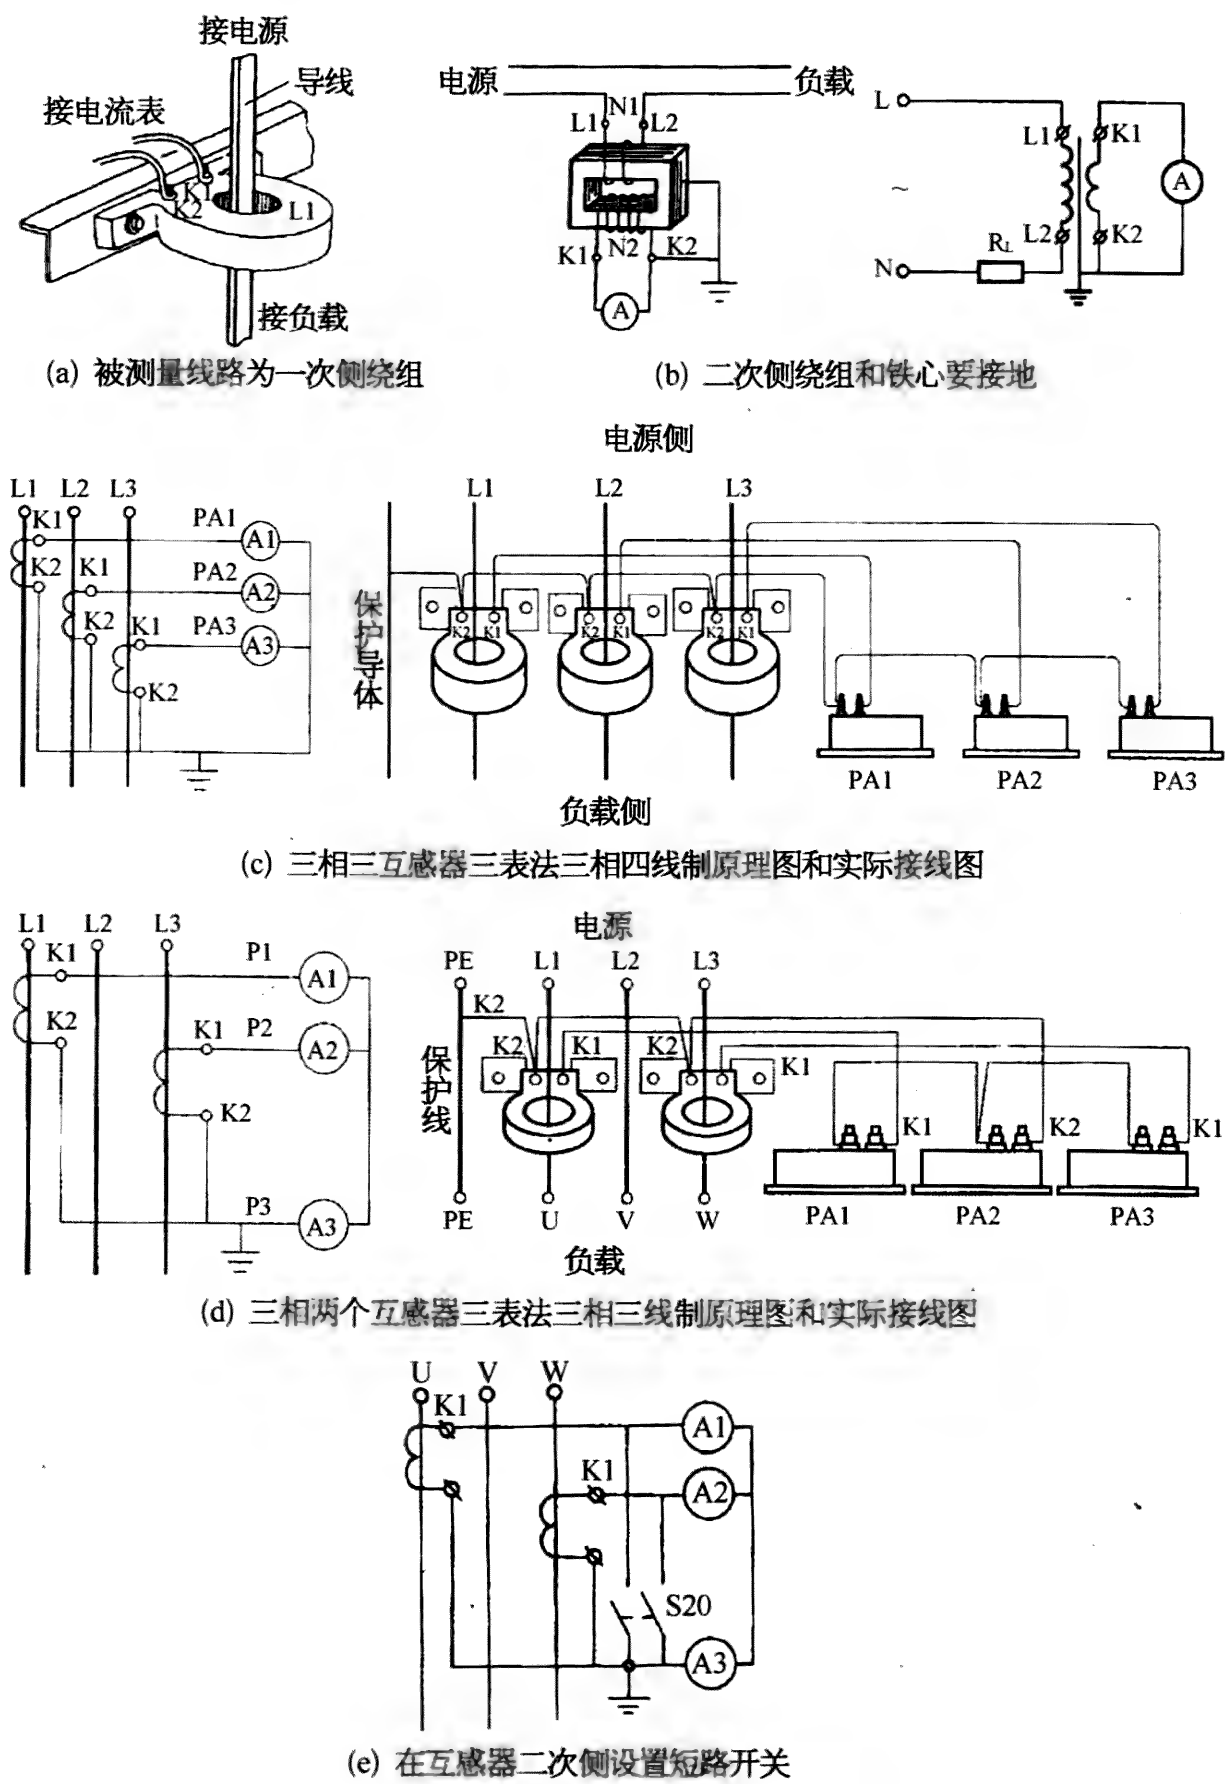 接电源
导线
接电流表
K1
K2
L1
接负载
(a) 被测量线路为一次侧绕组
电源 负载
N1
L1 L2
K1 N2 K2
A
L
L1 K1
A
~
L2 K2
RL
N
(b) 二次侧绕组和铁心要接地
电源侧
L1 L2 L3
K1 PA1 A1
K2 K1 PA2 A2
K2 K1 PA3 A3
K2
L1 L2 L3
保护导体
K2 K1 K2 K1 K2 K1
PA1 PA2 PA3
负载侧
(c) 三相三互感器三表法三相四线制原理图和实际接线图
L1 L2 L3
K1 P1 A1
K2 K1 P2 A2
K2
P3 A3
电源
PE L1 L2 L3
K2
K2 K1 K2 K1
保护线
K1 K2 K1
PE U V W
PA1 PA2 PA3
负载
(d) 三相两个互感器三表法三相三线制原理图和实际接线图
U V W
K1 A1
K1 A2
S20
A3
(e) 在互感器二次侧设置短路开关